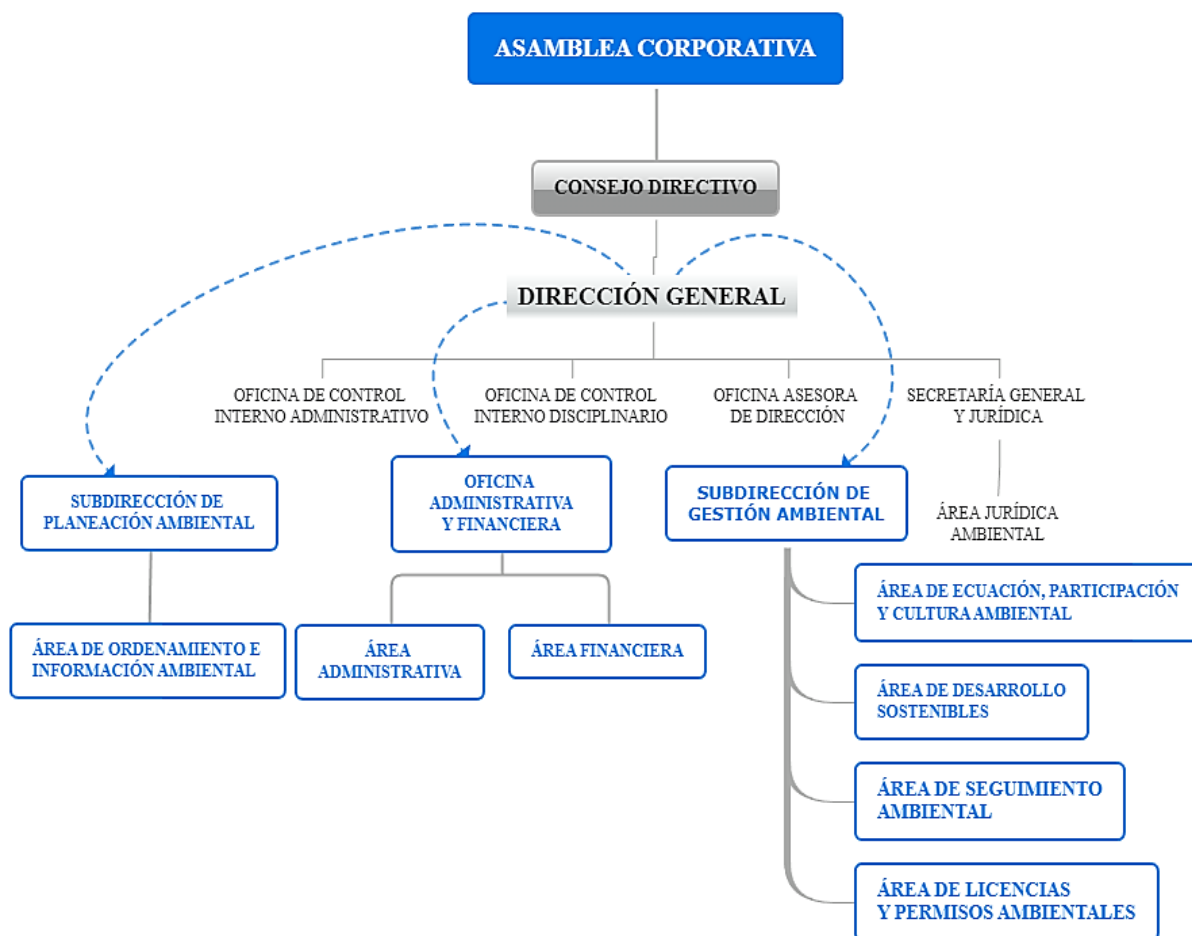 ASAMBLEA CORPORATIVA
CONSEJO DIRECTIVO
DIRECCIÓN GENERAL
OFICINA DE CONTROL
INTERNO ADMINISTRATIVO
OFICINA DE CONTROL
INTERNO DISCIPLINARIO
OFICINA ASESORA
DE DIRECCIÓN
SECRETARÍA GENERAL
Y JURÍDICA
SUBDIRECCIÓN DE
PLANEACIÓN AMBIENTAL
OFICINA
ADMINISTRATIVA
Y FINANCIERA
SUBDIRECCIÓN DE
GESTIÓN AMBIENTAL
ÁREA JURÍDICA
AMBIENTAL
ÁREA DE ORDENAMIENTO E
INFORMACIÓN AMBIENTAL
ÁREA
ADMINISTRATIVA
ÁREA FINANCIERA
ÁREA DE ECUACIÓN, PARTICIPACIÓN
Y CULTURA AMBIENTAL
ÁREA DE DESARROLLO
SOSTENIBLES
ÁREA DE SEGUIMIENTO
AMBIENTAL
ÁREA DE LICENCIAS
Y PERMISOS AMBIENTALES